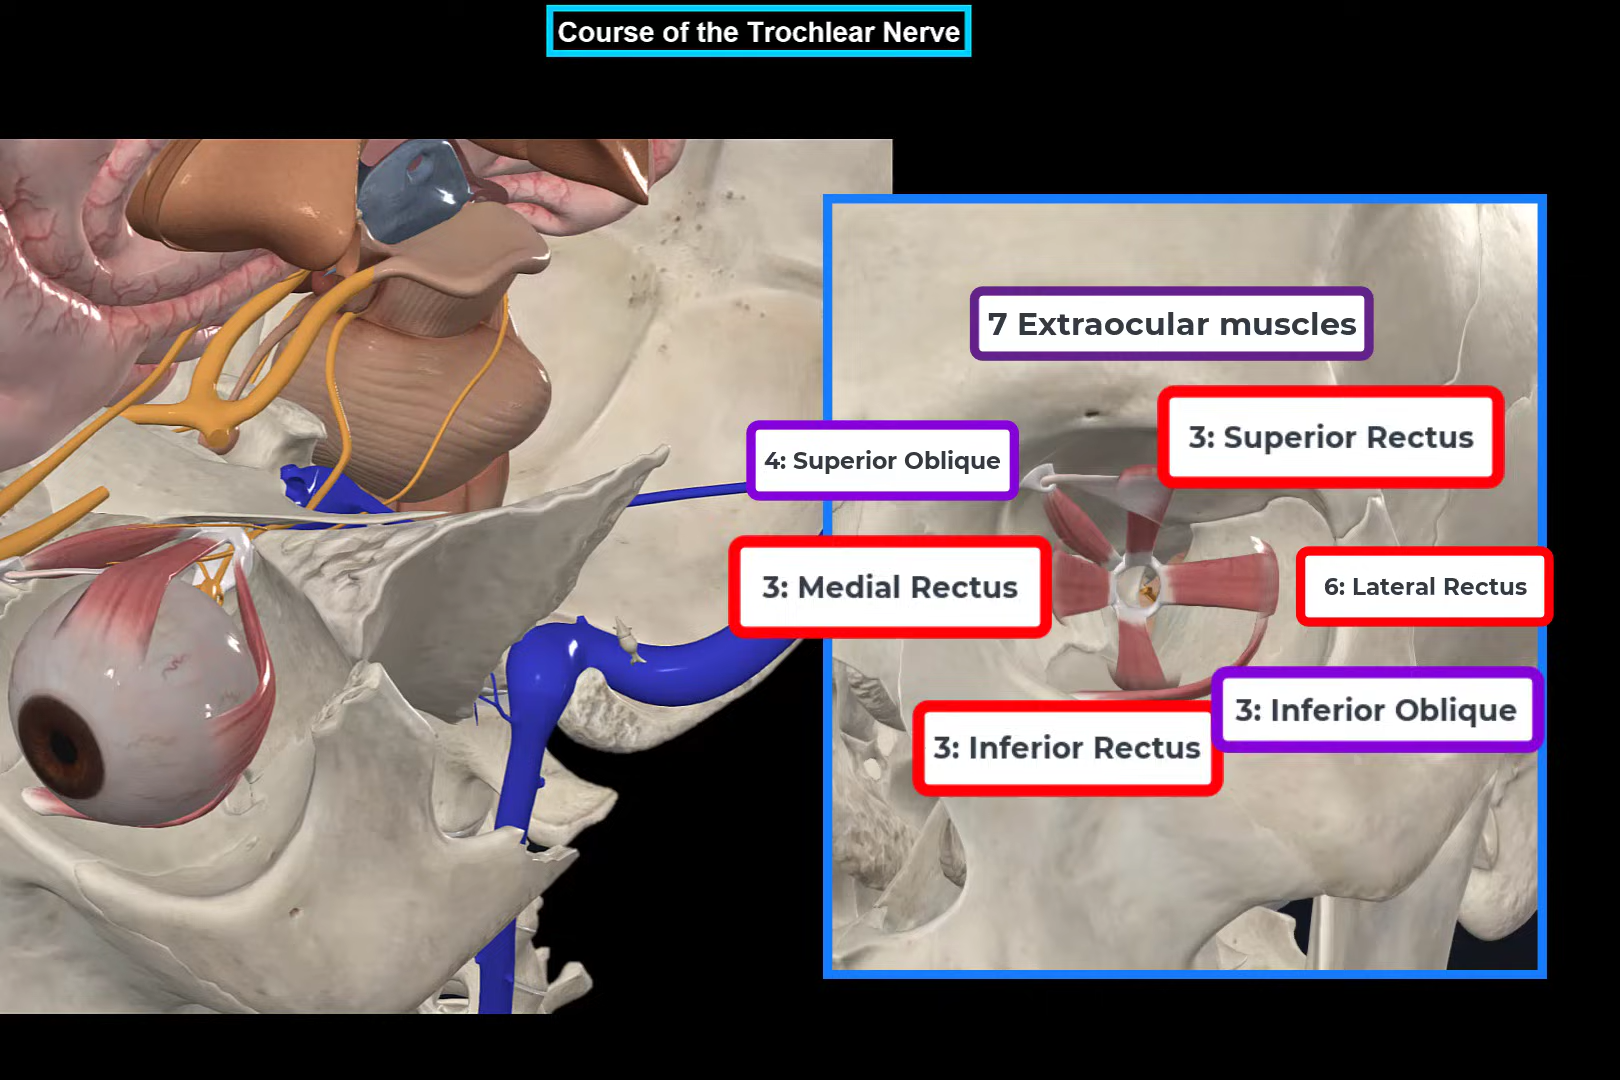 Course of the Trochlear Nerve
7 Extraocular muscles
3: Superior Rectus
4: Superior Oblique
3: Medial Rectus
6: Lateral Rectus
3: Inferior Oblique
3: Inferior Rectus